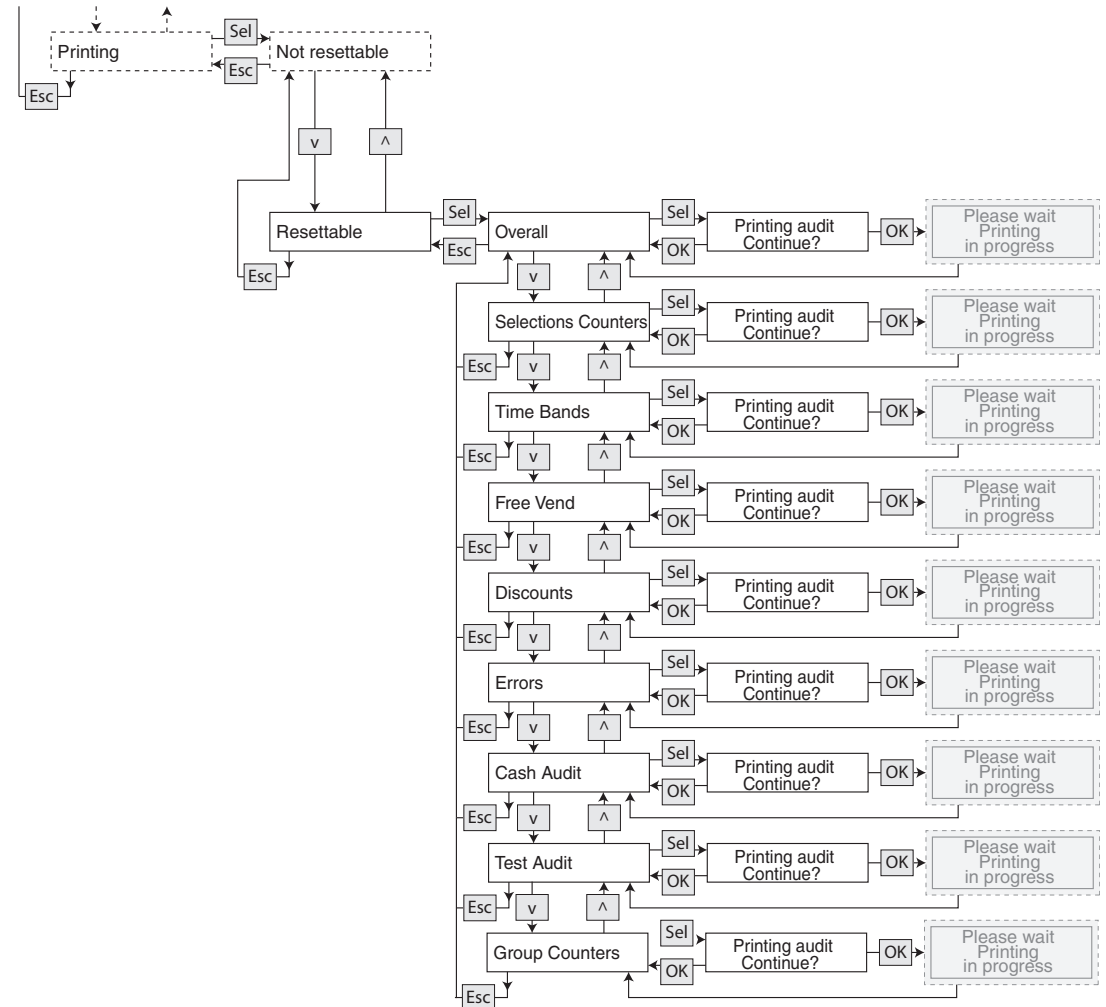 Sel
Printing
Not resettable
Esc
Esc
v
^
Sel
Sel
Resettable
Overall
Printing audit
Continue?
OK
Please wait
Printing
in progress
Esc
OK
Esc
v
^
Sel
Selections Counters
Printing audit
Continue?
OK
Please wait
Printing
in progress
OK
Esc
v
^
Sel
Time Bands
Printing audit
Continue?
OK
Please wait
Printing
in progress
OK
Esc
v
^
Sel
Free Vend
Printing audit
Continue?
OK
Please wait
Printing
in progress
OK
Esc
v
^
Sel
Discounts
Printing audit
Continue?
OK
Please wait
Printing
in progress
OK
Esc
v
^
Sel
Errors
Printing audit
Continue?
OK
Please wait
Printing
in progress
OK
Esc
v
^
Sel
Cash Audit
Printing audit
Continue?
OK
Please wait
Printing
in progress
OK
Esc
v
^
Sel
Test Audit
Printing audit
Continue?
OK
Please wait
Printing
in progress
OK
Esc
v
^
Sel
Group Counters
Printing audit
Continue?
OK
Please wait
Printing
in progress
OK
Esc